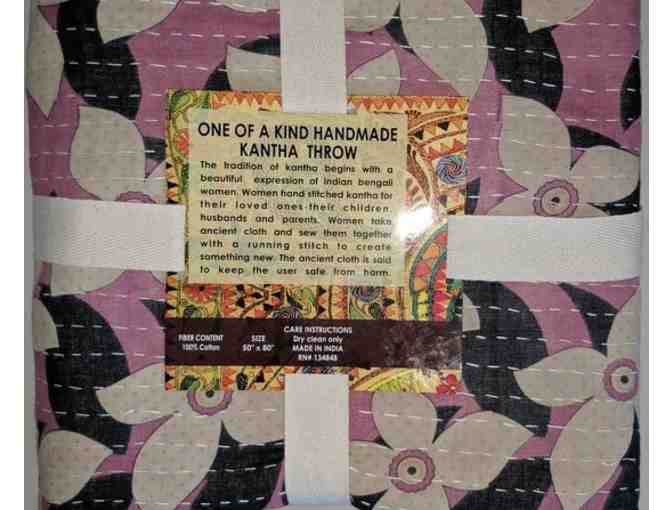 ONE OF A KIND HANDMADE
KANTHA THROW
The tradition of kantha begins with a
beautiful expression of indian bengali
women. Women hand stitched kantha for
their loved ones-their children,
husbands and parents. Women take
ancient cloth and sew them together
with a running stitch to create
something new. The ancient cloth is said
to keep the user safe from harm.
CARE INSTRUCTIONS
FIBER CONTENT SIZE Dry clean only
100% Cotton 50" x 60" MADE IN INDIA
RN# 134848